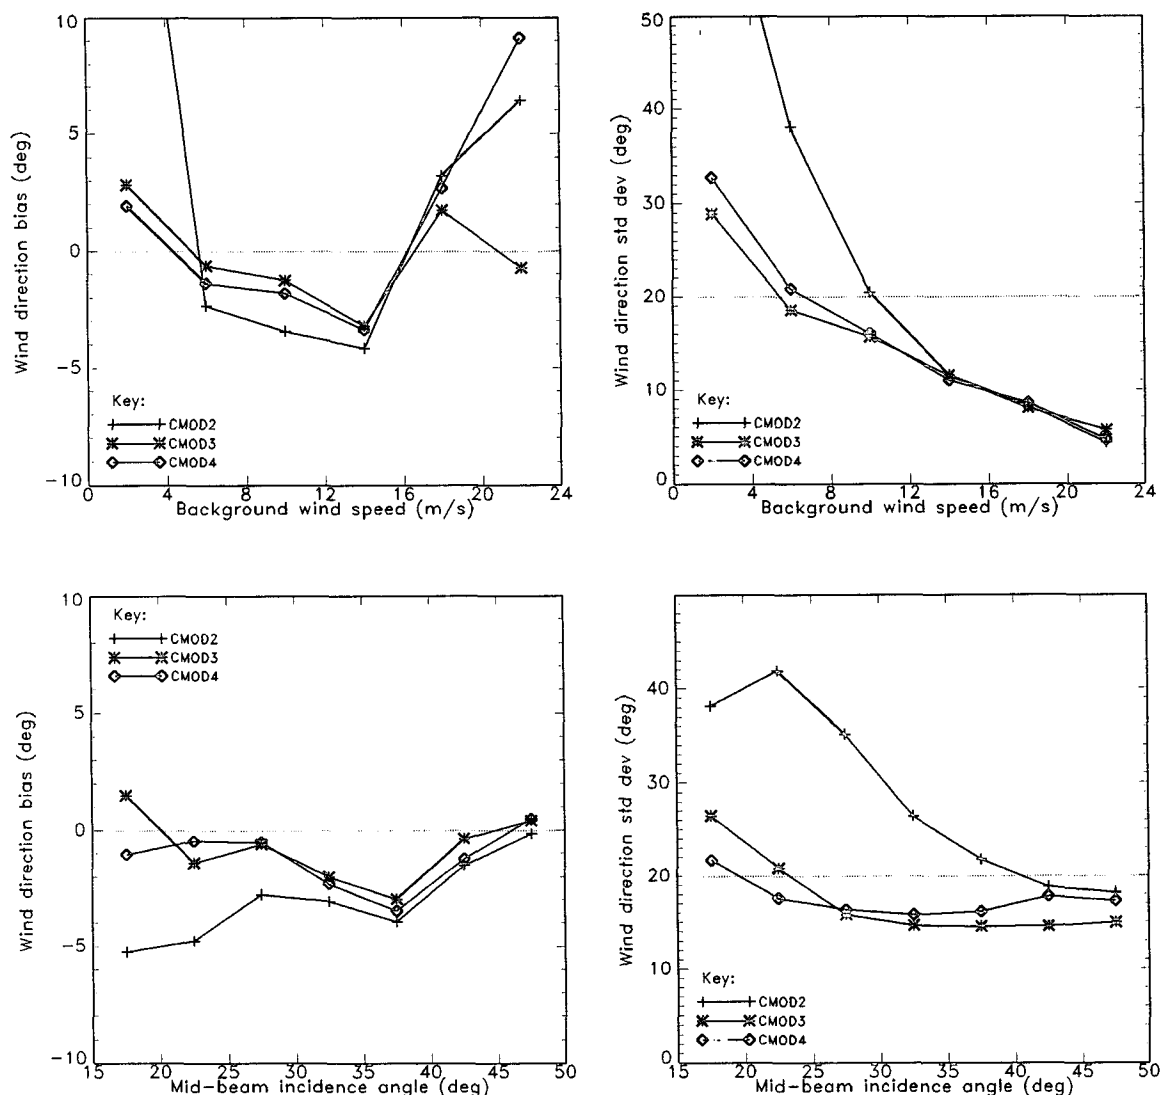 10
5
0
-5
-10
Wind direction bias (deg)
Key:
CMOD2
CMOD3
CMOD4
0 4 8 12 16 20 24
Background wind speed (m/s)
50
40
30
20
10
0
Wind direction std dev (deg)
Key:
CMOD2
CMOD3
CMOD4
0 4 8 12 16 20 24
Background wind speed (m/s)
10
5
0
-5
-10
Wind direction bias (deg)
Key:
CMOD2
CMOD3
CMOD4
15 20 25 30 35 40 45 50
Mid-beam incidence angle (deg)
40
30
20
10
0
Wind direction std dev (deg)
Key:
CMOD2
CMOD3
CMOD4
15 20 25 30 35 40 45 50
Mid-beam incidence angle (deg)